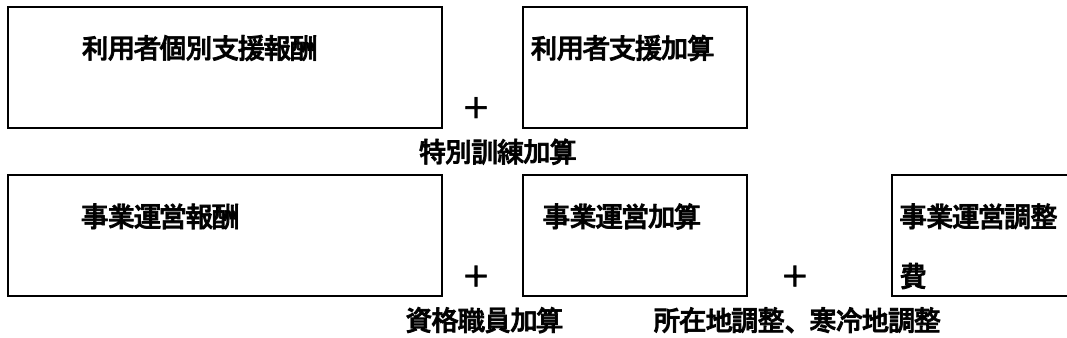 利用者個別支援報酬 利用者支援加算
＋
特別訓練加算
事業運営報酬 事業運営加算 事業運営調整
＋ ＋ 費
資格職員加算 所在地調整、寒冷地調整